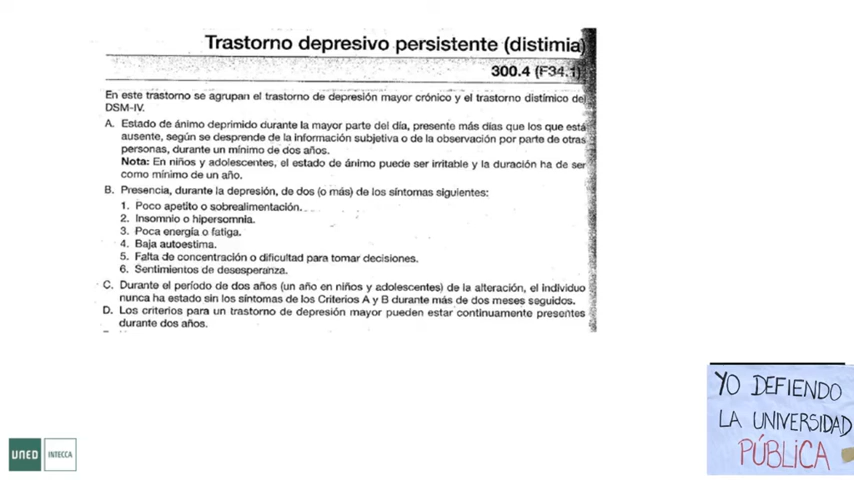 Trastorno depresivo persistente (distimia)
300.4 (F34.1)
En este trastorno se agrupan el trastorno de depresión mayor crónico y el trastorno distímico del
DSM-IV.
A. Estado de ánimo deprimido durante la mayor parte del día, presente más días que los que está
ausente, según se desprende de la información subjetiva o de la observación por parte de otras
personas, durante un mínimo de dos años.
Nota: En niños y adolescentes, el estado de ánimo puede ser irritable y la duración ha de ser
como mínimo de un año.
B. Presencia, durante la depresión, de dos (o más) de los síntomas siguientes:
1. Poco apetito o sobrealimentación.
2. Insomnio o hipersomnia.
3. Poca energía o fatiga.
4. Baja autoestima.
5. Falta de concentración o dificultad para tomar decisiones.
6. Sentimientos de desesperanza.
C. Durante el período de dos años (un año en niños y adolescentes) de la alteración, el individuo
nunca ha estado sin los síntomas de los Criterios A y B durante más de dos meses seguidos.
D. Los criterios para un trastorno de depresión mayor pueden estar continuamente presentes
durante dos años.
YO DEFIENDO
LA UNIVERSIDAD
PÚBLICA
UNED INTECCA